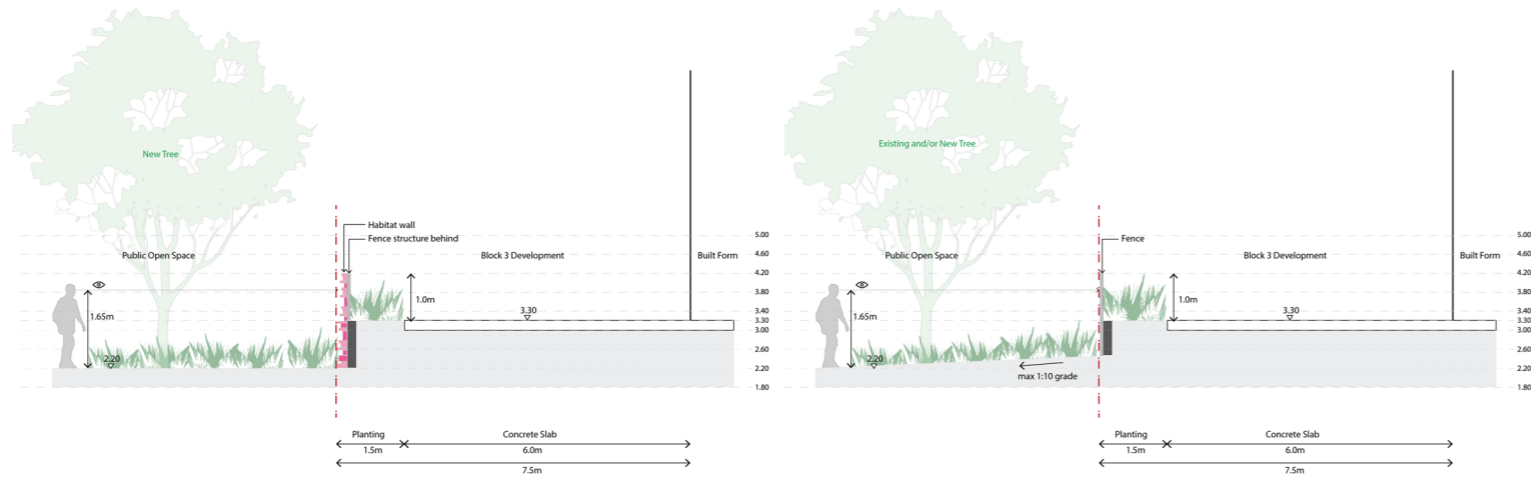 New Tree
Habitat wall
Fence structure behind
Public Open Space
Block 3 Development
Built Form
5.00
4.60
4.20
3.80
3.40
3.30
3.00
2.60
2.20
1.80
1.65m
1.0m
3.30
2.20
Planting
Concrete Slab
1.5m
6.0m
7.5m
Existing and/or New Tree
Fence
Public Open Space
Block 3 Development
Built Form
5.00
4.60
4.20
3.80
3.40
3.30
3.00
2.60
2.20
1.80
1.65m
1.0m
3.30
2.20
max 1:10 grade
Planting
Concrete Slab
1.5m
6.0m
7.5m